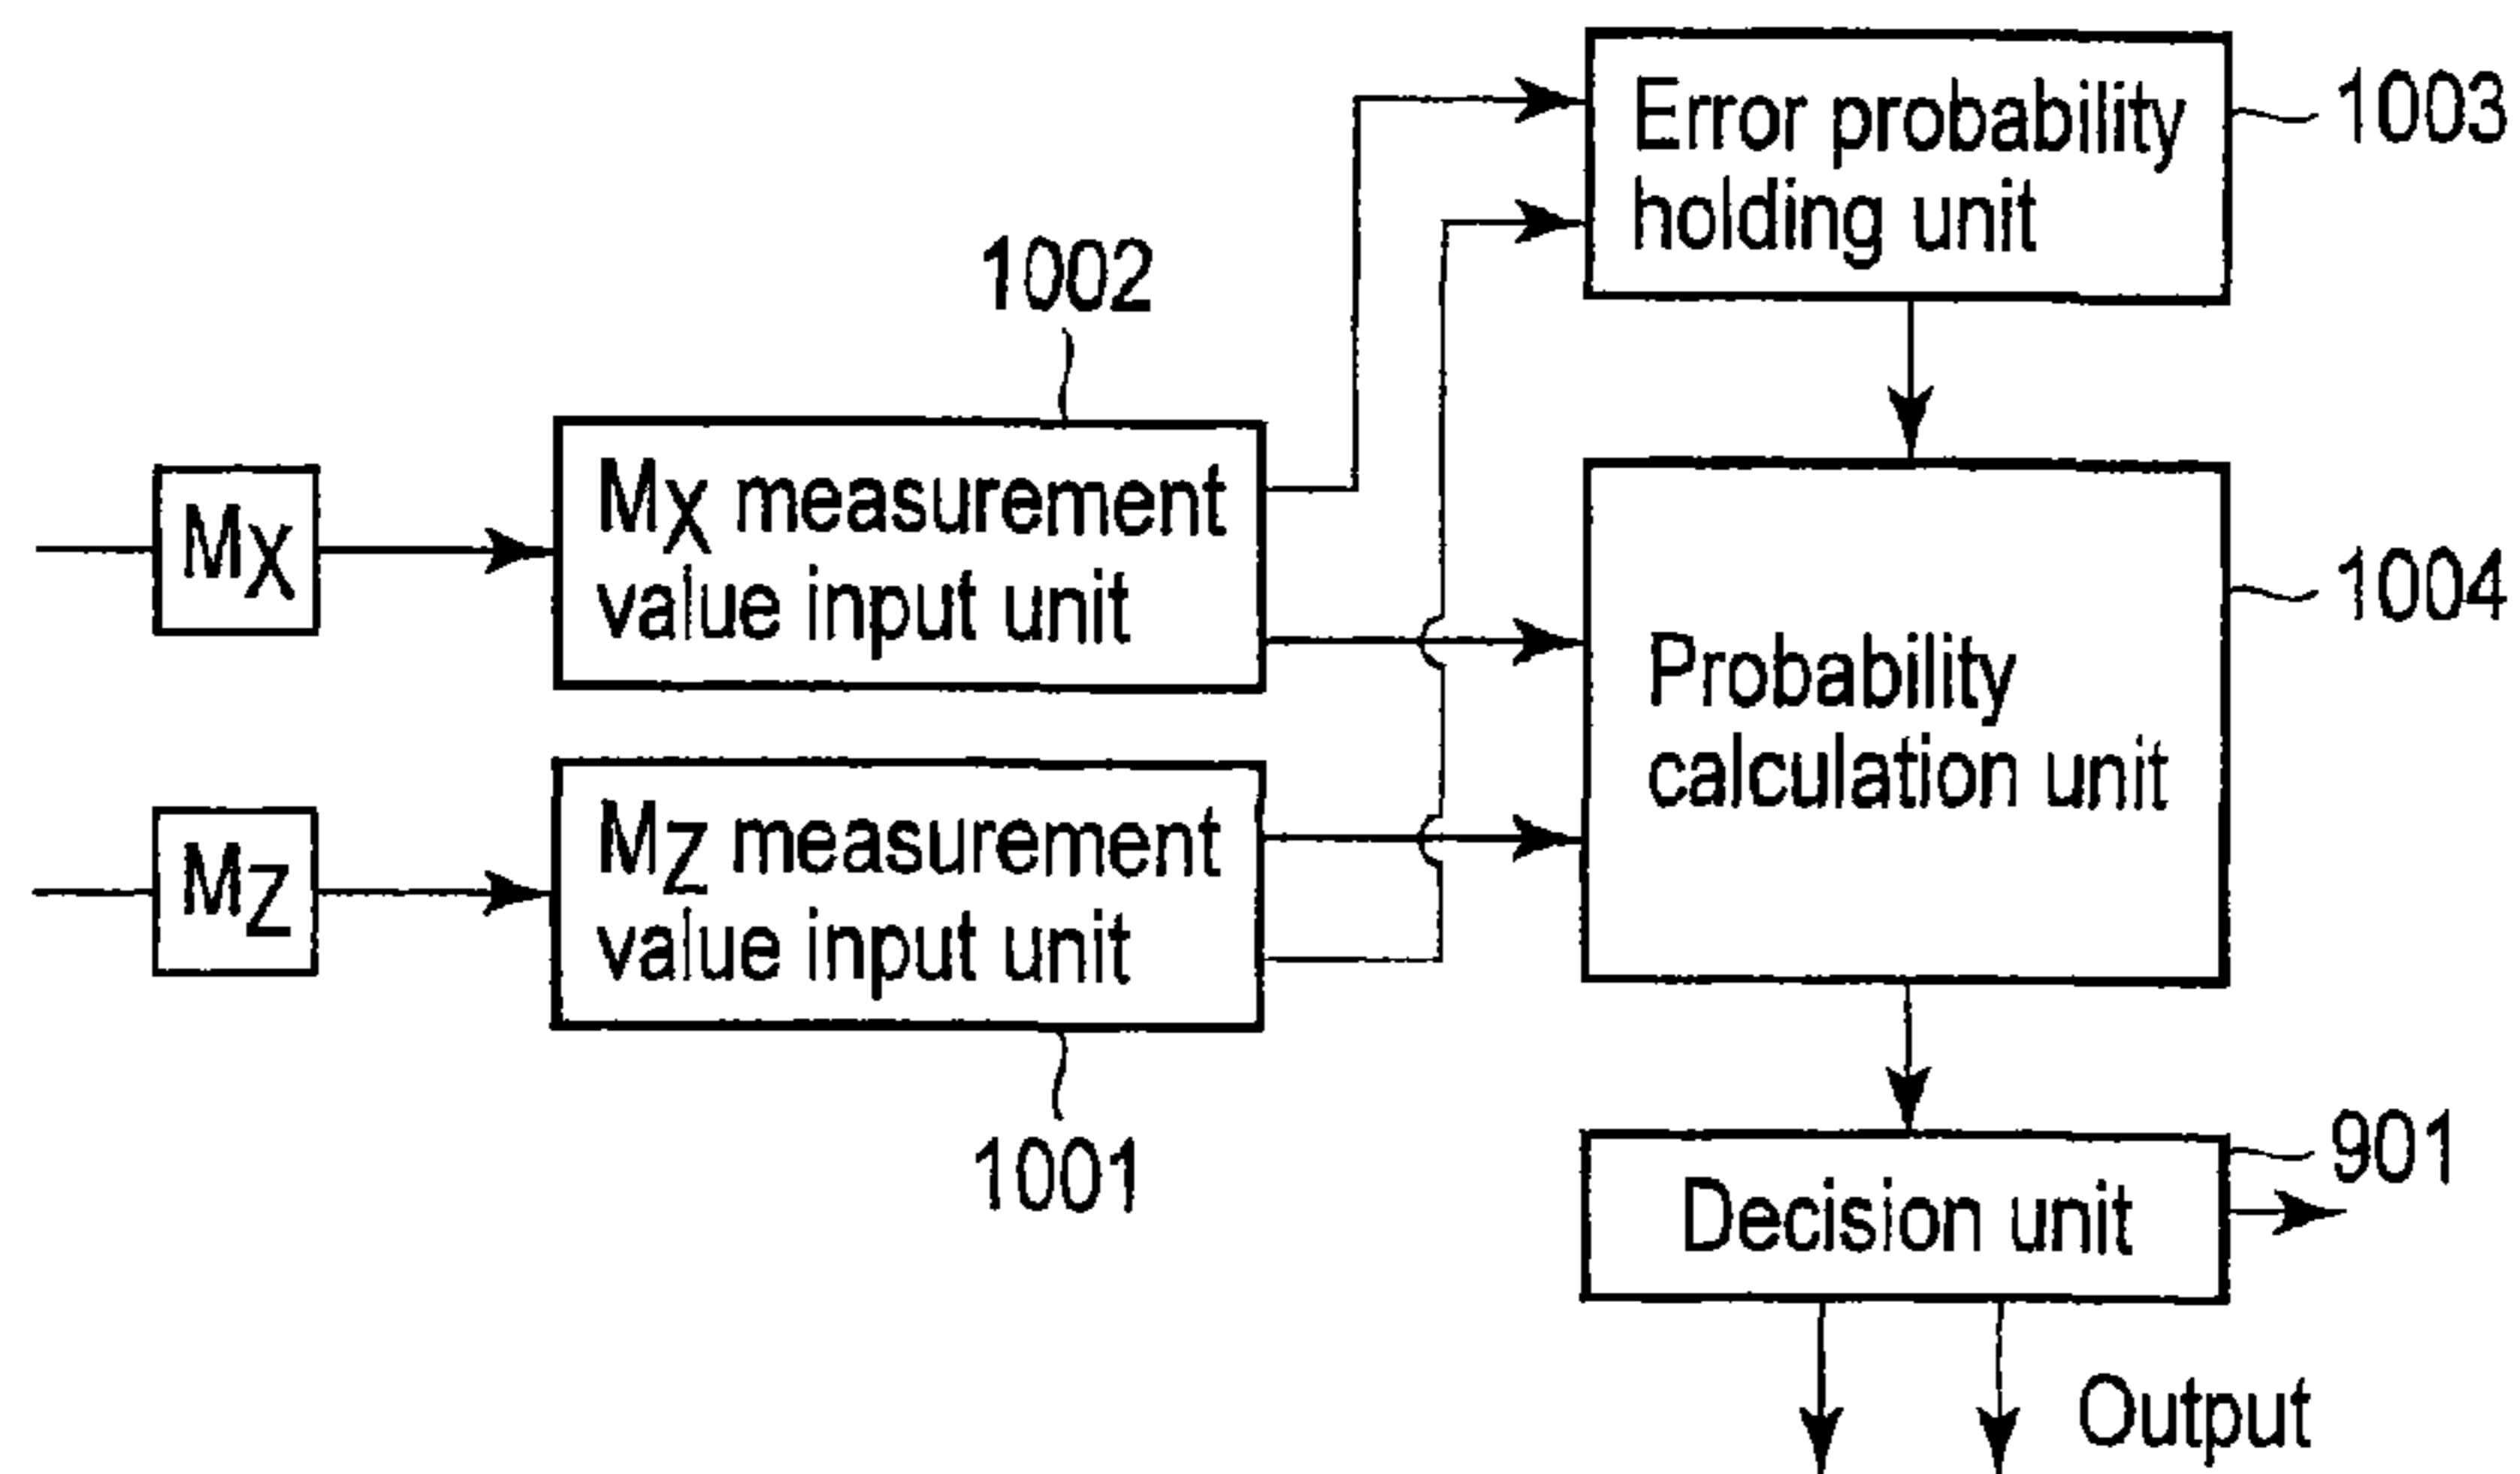 Error probability
holding unit
1003
1002
MX
MX measurement
value input unit
Probability
calculation unit
1004
MZ
MZ measurement
value input unit
1001
Decision unit
901
Output